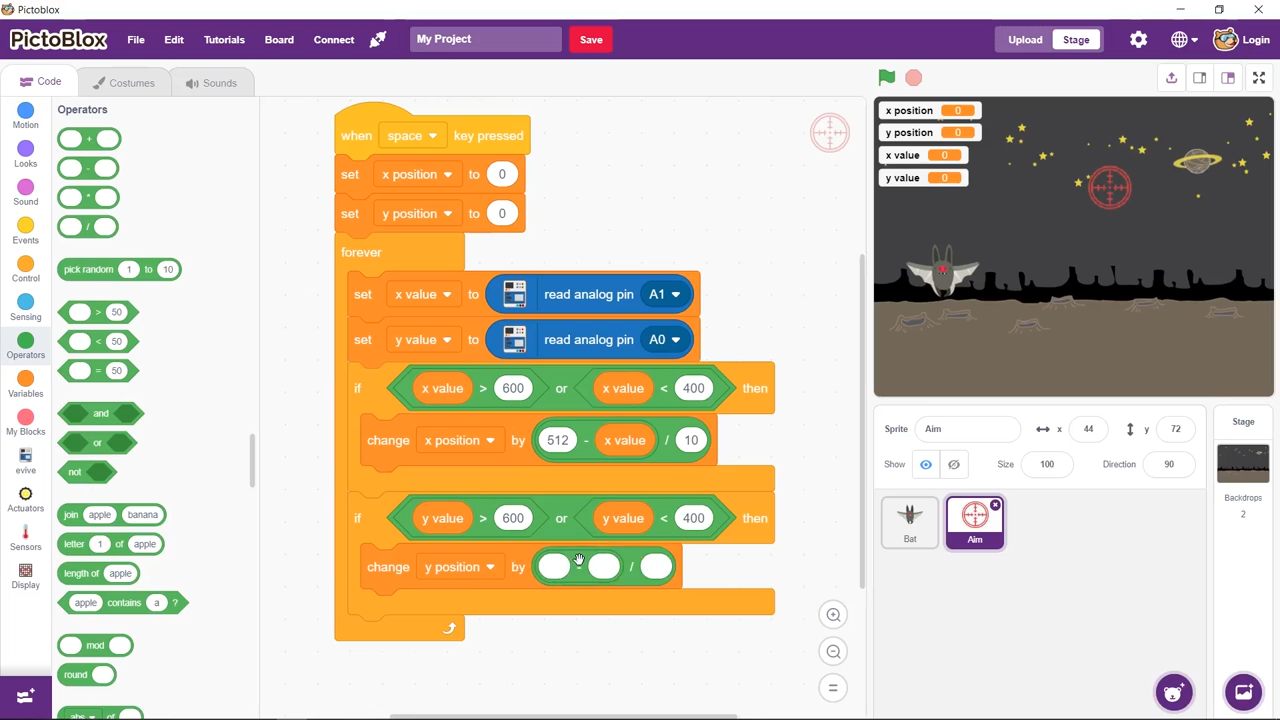 Pictoblox
PictoBlox File Edit Tutorials Board Connect My Project Save Upload Stage Login
Code Costumes Sounds
Motion
Looks
Sound
Events
Control
Sensing
Operators
Variables
My Blocks
evive
Actuators
Sensors
Display
Operators
+
-
*
/
pick random 1 to 10
> 50
< 50
= 50
and
or
not
join apple banana
letter 1 of apple
length of apple
apple contains a ?
mod
round
abs of
when space key pressed
set x position to 0
set y position to 0
forever
set x value to read analog pin A1
set y value to read analog pin A0
if x value > 600 or x value < 400 then
change x position by 512 - x value / 10
if y value > 600 or y value < 400 then
change y position by - /
x position 0
y position 0
x value 0
y value 0
Sprite Aim x 44 y 72
Show Size 100 Direction 90
Bat
Aim
Stage
Backdrops
2